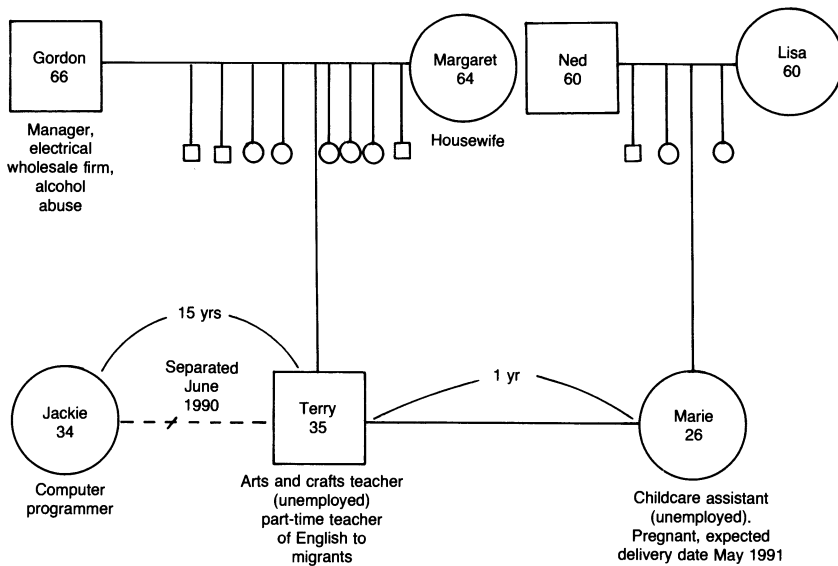 Gordon
66
Margaret
64
Ned
60
Lisa
60
Manager,
electrical
wholesale firm,
alcohol
abuse
Housewife
15 yrs
Separated
June
1990
1 yr
Jackie
34
Terry
35
Marie
26
Computer
programmer
Arts and crafts teacher
(unemployed)
part-time teacher
of English to
migrants
Childcare assistant
(unemployed).
Pregnant, expected
delivery date May 1991